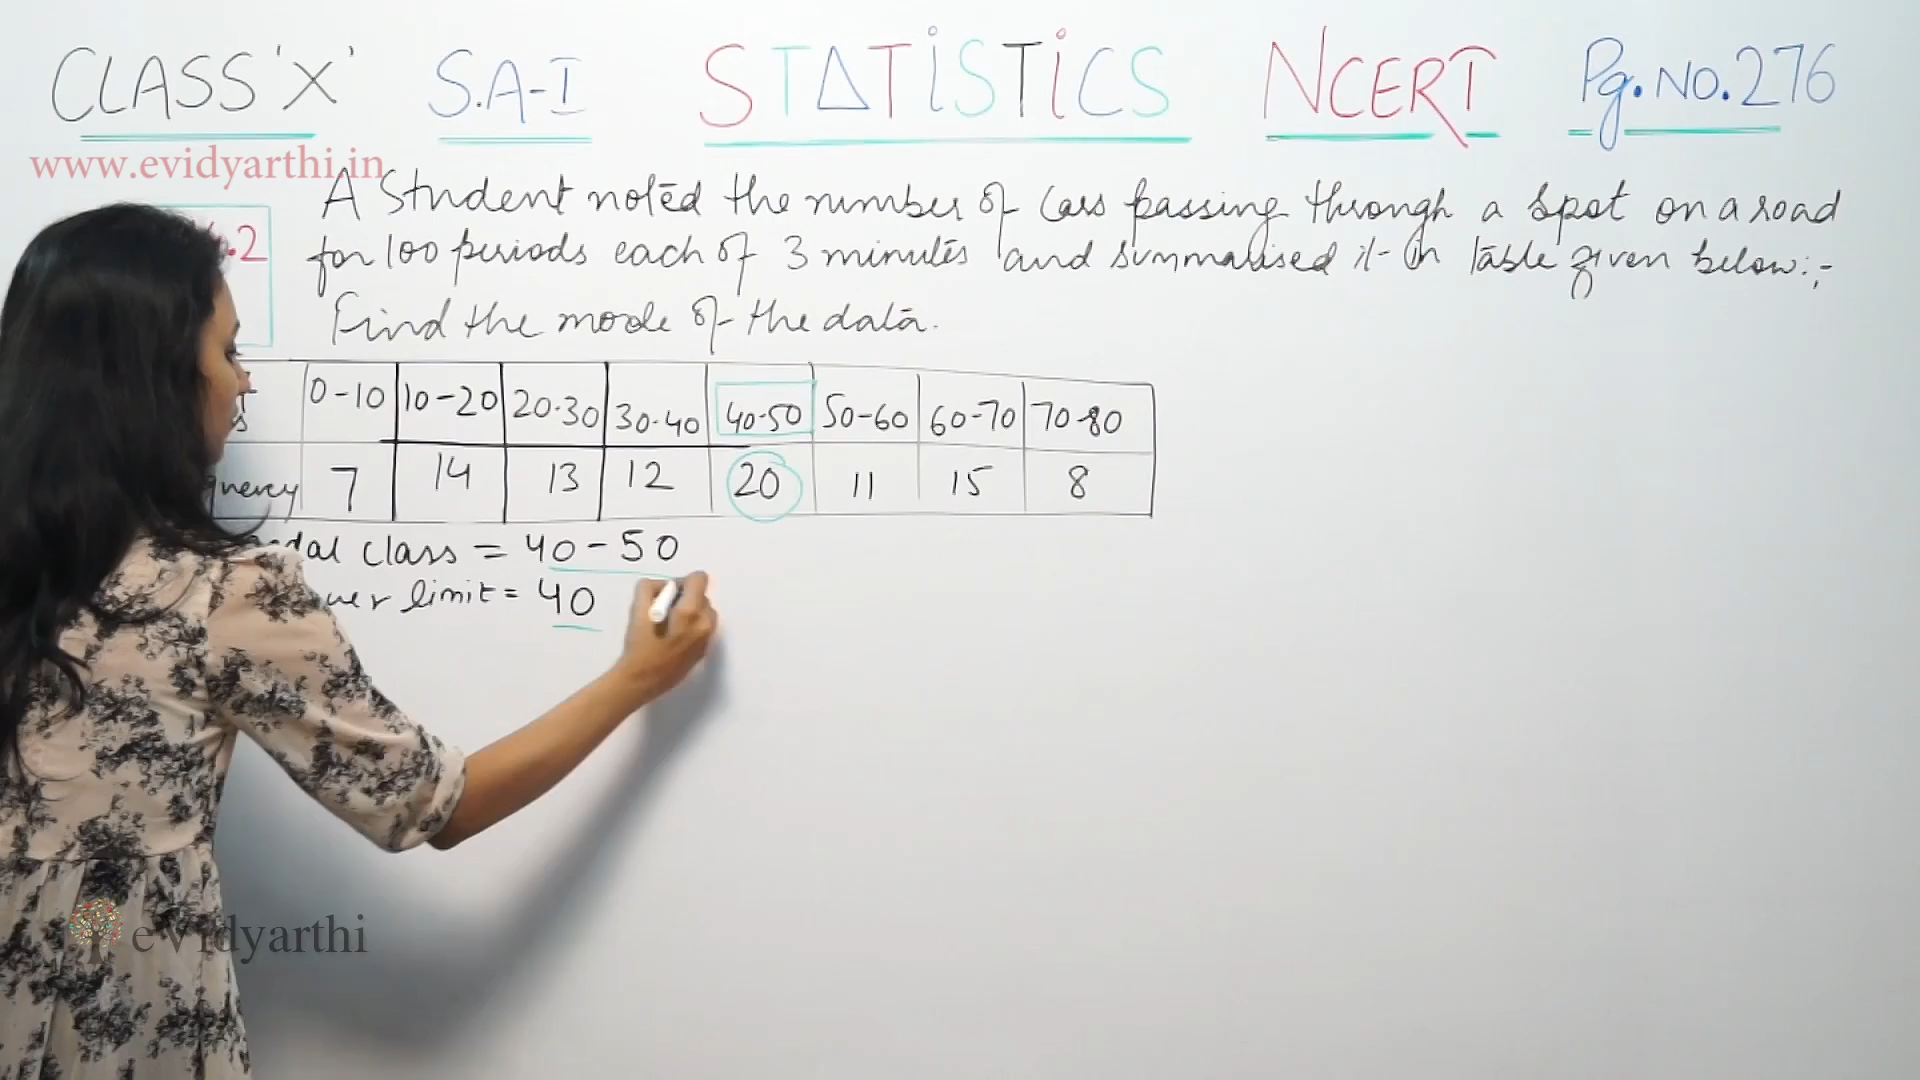 CLASS 'X' S.A-I STATISTICS NCERT Pg.NO.276
www.evidyarthi.in
.2 A Student noted the number of Cars passing through a spot on a road
for 100 periods each of 3 minutes and summarised it in table given below:-
Find the mode of the data.
0-10 10-20 20-30 30-40 40-50 50-60 60-70 70-80
7 14 13 12 20 11 15 8
class = 40-50
limit = 40
evidyarthi